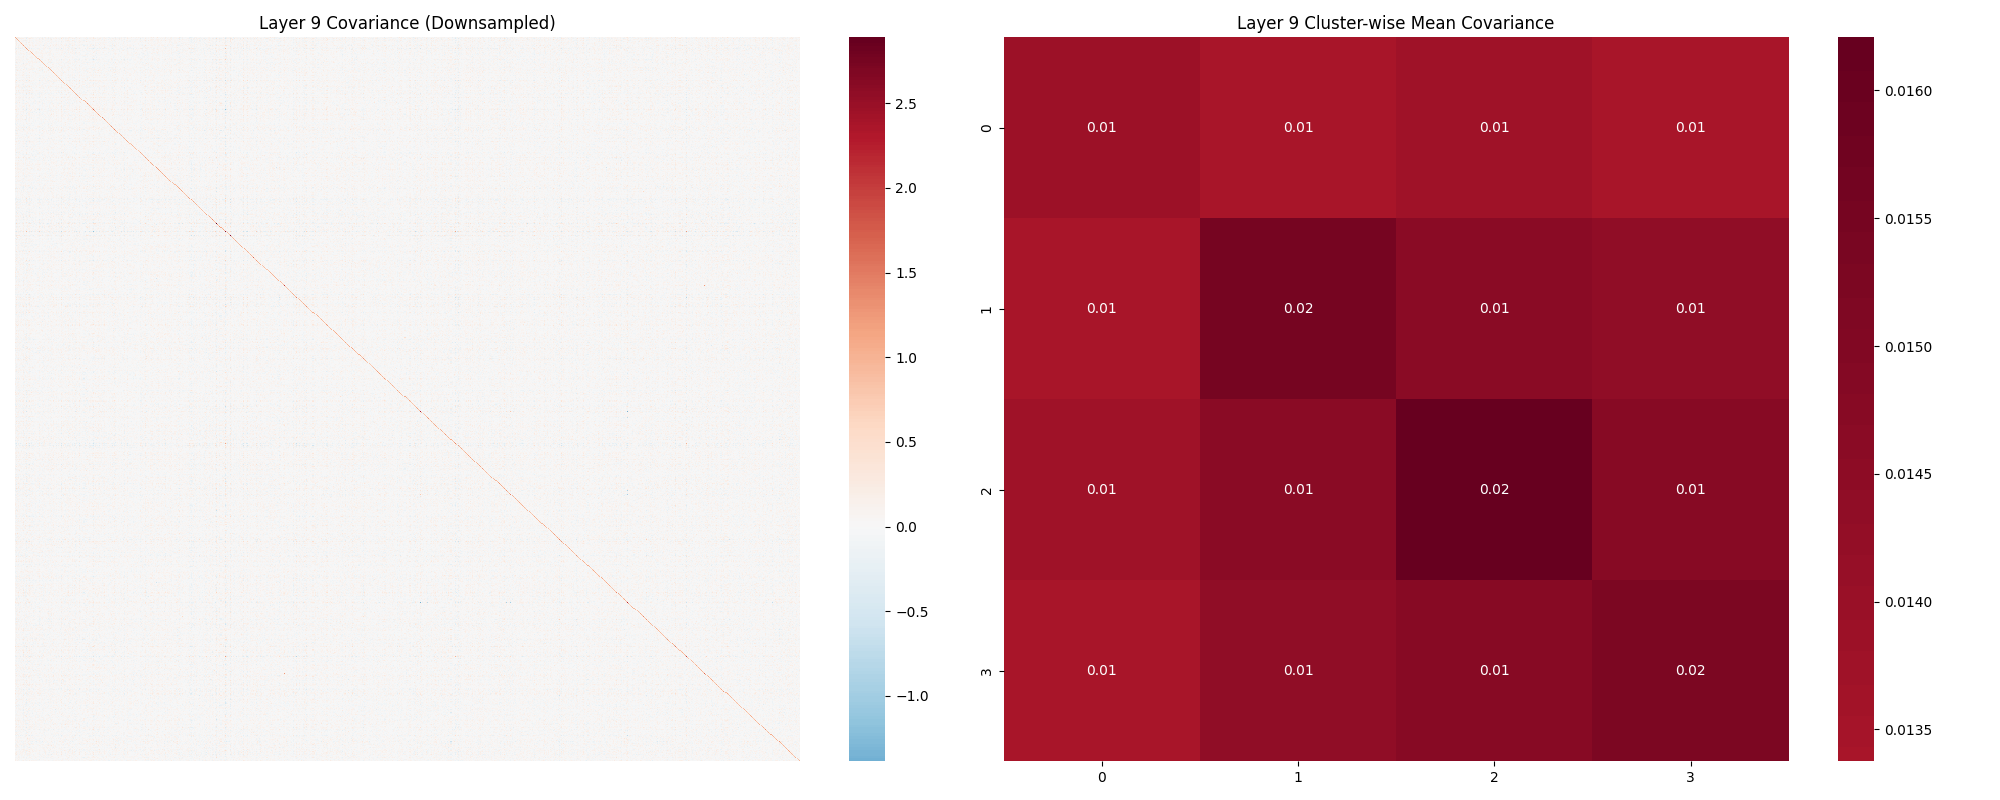 Layer 9 Covariance (Downsampled)
2.5
2.0
1.5
1.0
0.5
0.0
−0.5
−1.0
Layer 9 Cluster-wise Mean Covariance
0 0.01 0.01 0.01 0.01
1 0.01 0.02 0.01 0.01
2 0.01 0.01 0.02 0.01
3 0.01 0.01 0.01 0.02
0 1 2 3
0.0160
0.0155
0.0150
0.0145
0.0140
0.0135